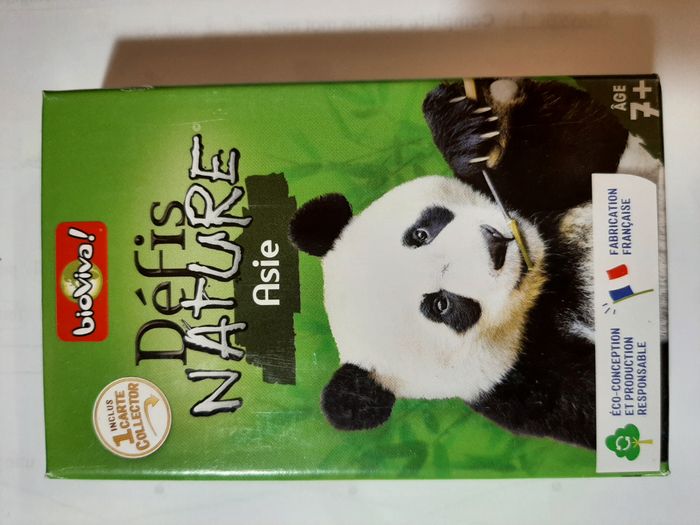 bioviva!
Défis
NATURE
Asie
INCLUS
1 CARTE
COLLECTOR
ÂGE
7+
ÉCO-CONCEPTION
ET PRODUCTION
RESPONSABLE
FABRICATION
FRANÇAISE